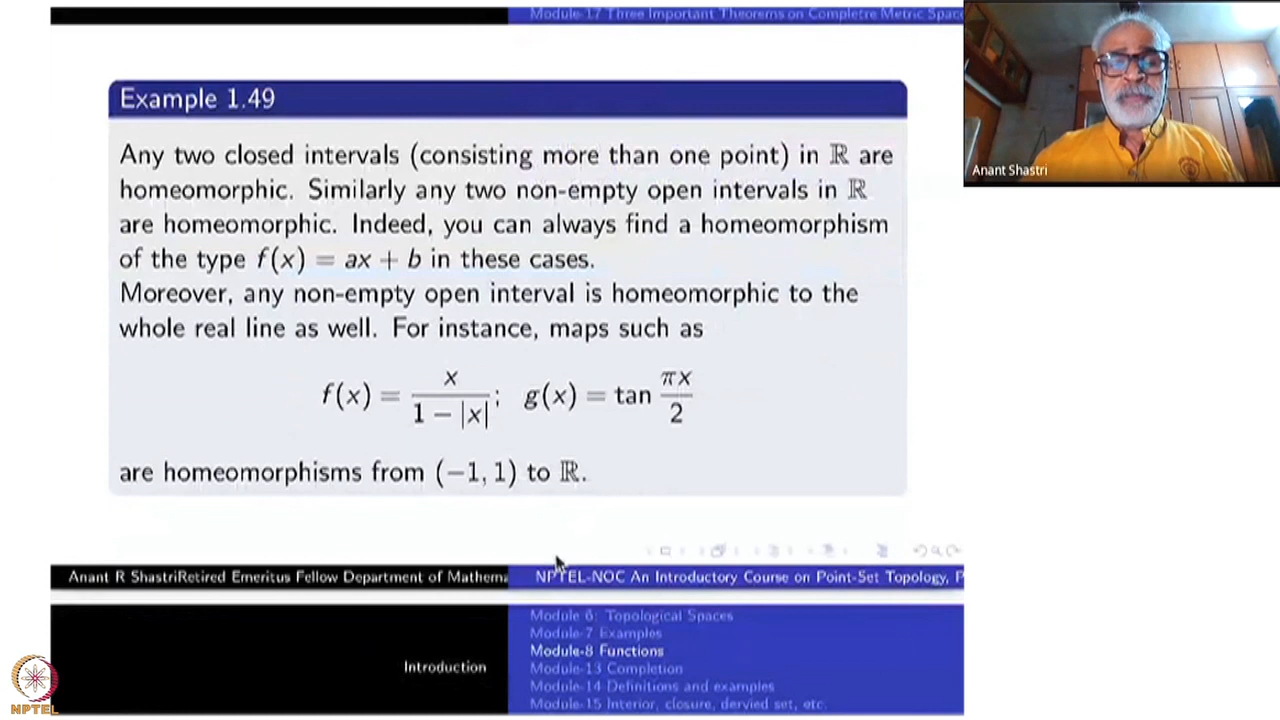 Module-17 Three Important Theorems on Completre Metric Spac
Anant Shastri
Example 1.49
Any two closed intervals (consisting more than one point) in ℝ are
homeomorphic. Similarly any two non-empty open intervals in ℝ
are homeomorphic. Indeed, you can always find a homeomorphism
of the type f(x) = ax + b in these cases.
Moreover, any non-empty open interval is homeomorphic to the
whole real line as well. For instance, maps such as
f(x) = x / (1 − |x|); g(x) = tan πx / 2
are homeomorphisms from (−1, 1) to ℝ.
Anant R ShastriRetired Emeritus Fellow Department of Mathema
NPTEL-NOC An Introductory Course on Point-Set Topology, P
Introduction
Module-6: Topological Spaces
Module-7 Examples
Module-8 Functions
Module-13 Completion
Module-14 Definitions and examples
Module-15 Interior, closure, deryied set, etc.
NPTEL